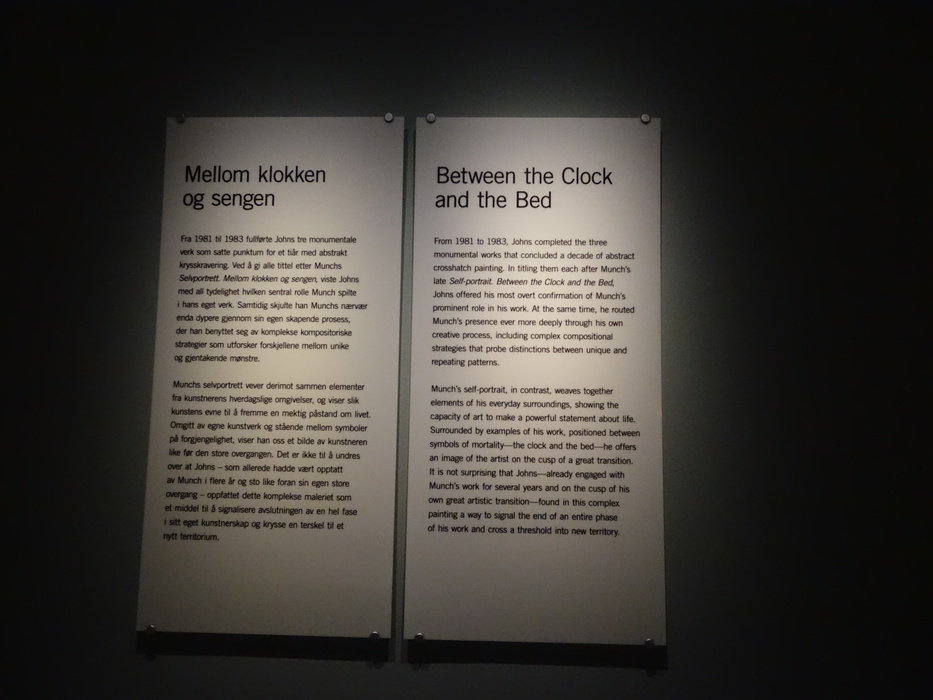 Mellom klokken
og sengen
Fra 1981 til 1983 fullførte Johns tre monumentale
verk som satte punktum for et tiår med abstrakt
krysskravering. Ved å gi alle tittel etter Munchs
Selvportrett. Mellom klokken og sengen, viste Johns
med all tydelighet hvilken sentral rolle Munch spilte
i hans eget verk. Samtidig skjulte han Munchs nærvær
enda dypere gjennom sin egen skapende prosess,
der han benyttet seg av komplekse kompositoriske
strategier som utforsker forskjellene mellom unike
og gjentakende mønstre.
Munchs selvportrett vever derimot sammen elementer
fra kunstnerens hverdagslige omgivelser, og viser slik
kunstens evne til å fremme en mektig påstand om livet.
Omgitt av egne kunstverk og stående mellom symboler
på forgjengelighet, viser han oss et bilde av kunstneren
like før den store overgangen. Det er ikke til å undres
over at Johns – som allerede hadde vært opptatt
av Munch i flere år og sto like foran sin egen store
overgang – oppfattet dette komplekse maleriet som
et middel til å signalisere avslutningen av en hel fase
i sitt eget kunstnerskap og krysse en terskel til et
nytt territorium.
Between the Clock
and the Bed
From 1981 to 1983, Johns completed the three
monumental works that concluded a decade of abstract
crosshatch painting. In titling them each after Munch's
late Self-portrait. Between the Clock and the Bed,
Johns offered his most overt confirmation of Munch's
prominent role in his work. At the same time, he routed
Munch's presence ever more deeply through his own
creative process, including complex compositional
strategies that probe distinctions between unique and
repeating patterns.
Munch's self-portrait, in contrast, weaves together
elements of his everyday surroundings, showing the
capacity of art to make a powerful statement about life.
Surrounded by examples of his work, positioned between
symbols of mortality—the clock and the bed—he offers
an image of the artist on the cusp of a great transition.
It is not surprising that Johns—already engaged with
Munch's work for several years and on the cusp of his
own great artistic transition—found in this complex
painting a way to signal the end of an entire phase
of his work and cross a threshold into new territory.